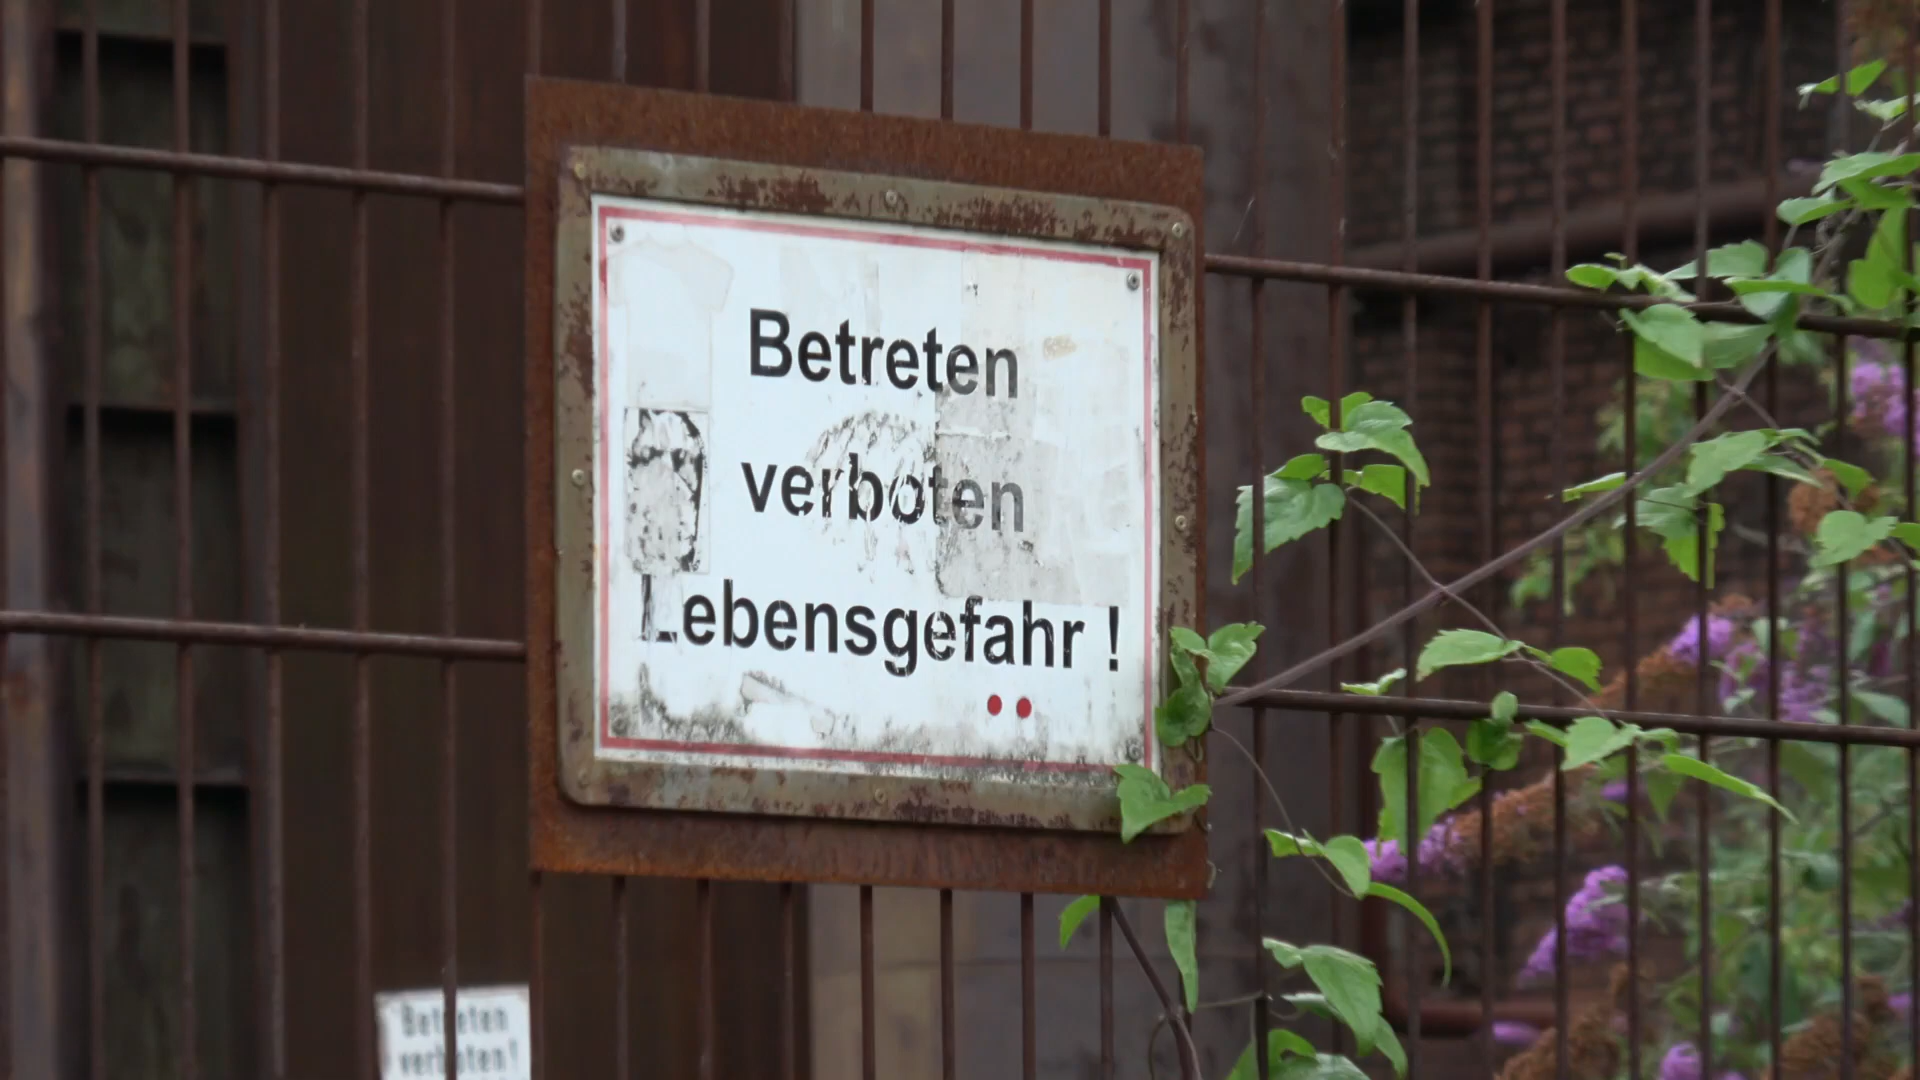 Betreten
verboten
Lebensgefahr !
Betreten
verboten!